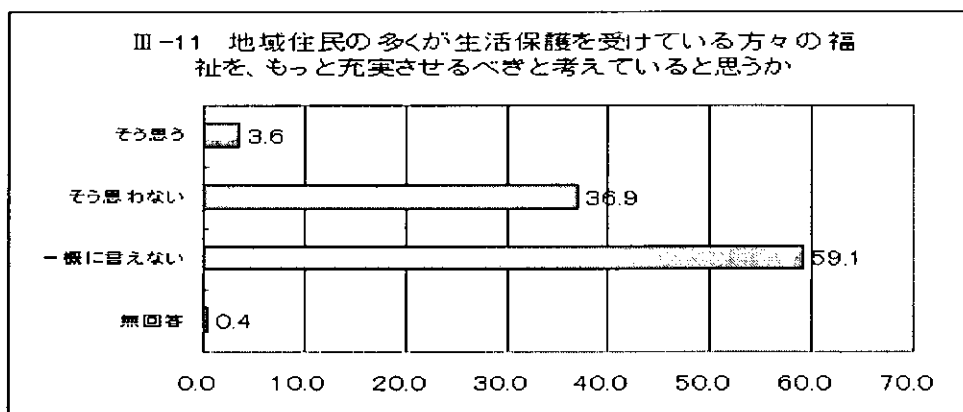 Ⅲ-11 地域住民の多くが生活保護を受けている方々の福
祉を、もっと充実させるべきと考えていると思うか
そう思う 3.6
そう思わない 36.9
一概に言えない 59.1
無回答 0.4
0.0 10.0 20.0 30.0 40.0 50.0 60.0 70.0